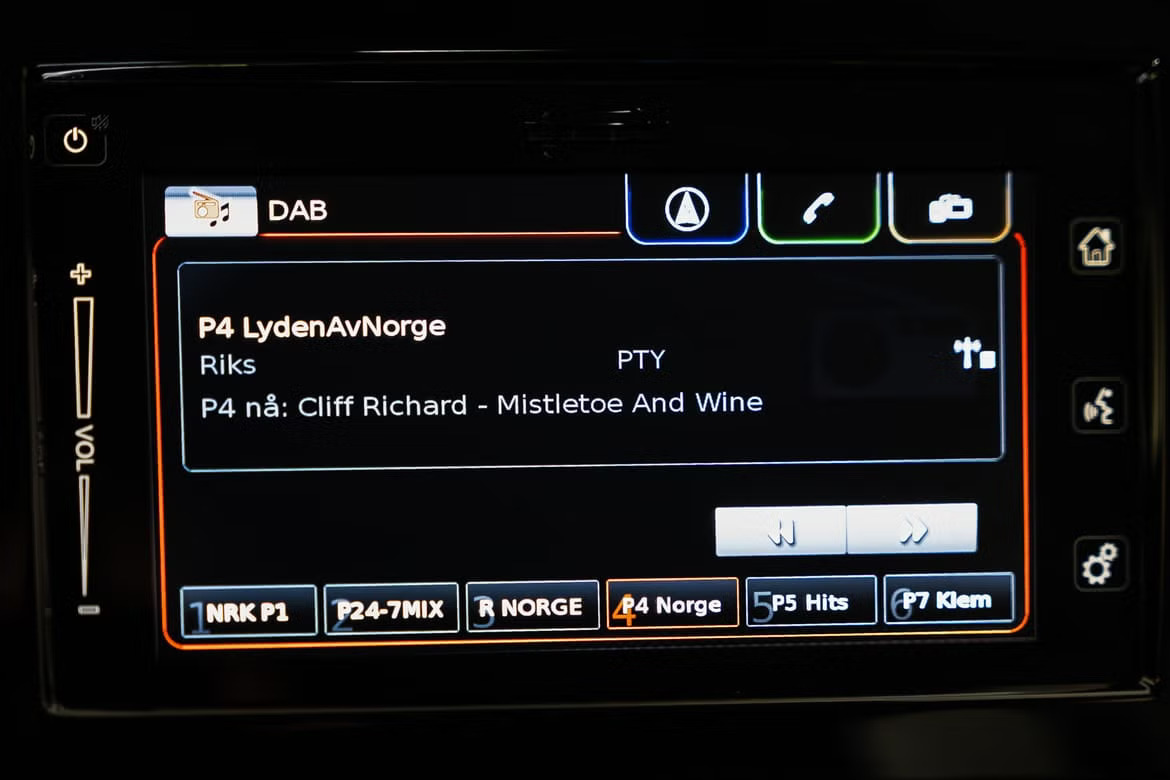 DAB
P4 LydenAvNorge
Riks PTY
P4 nå: Cliff Richard - Mistletoe And Wine
VOL
1 NRK P1 2 P24-7MIX 3 R NORGE 4 P4 Norge 5 P5 Hits 6 P7 Klem